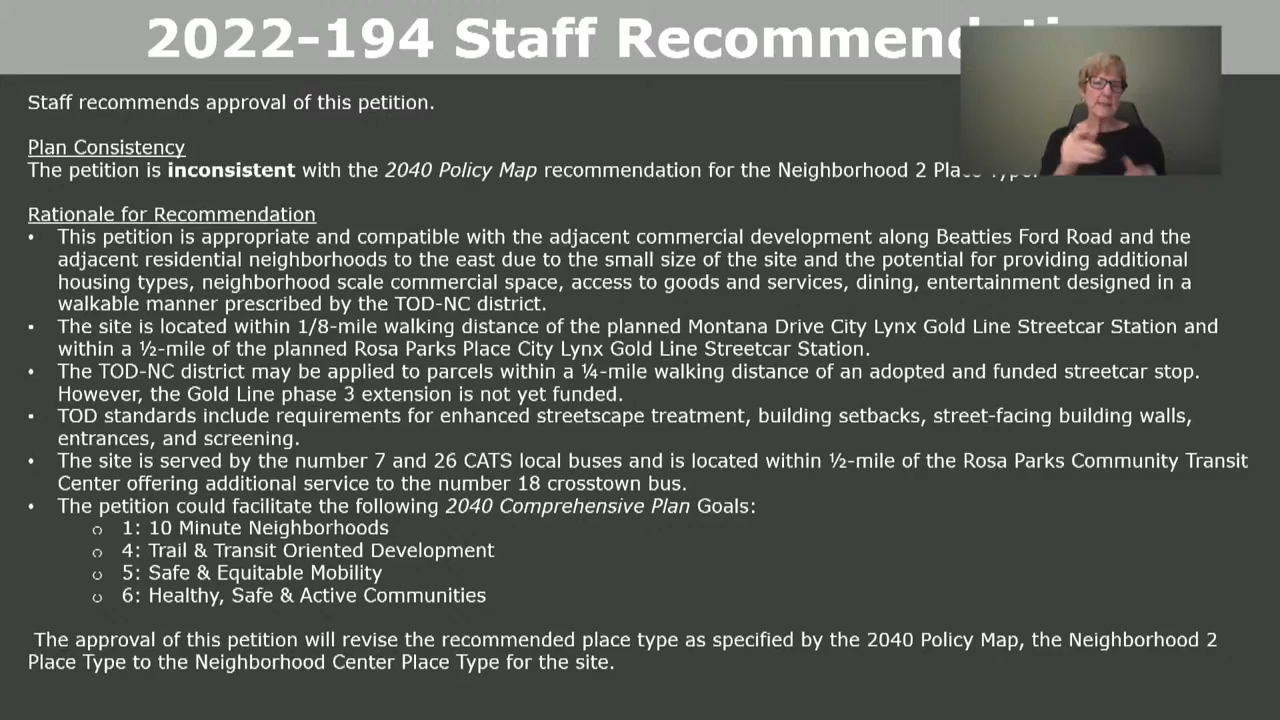 2022-194 Staff Recommend
Staff recommends approval of this petition.
Plan Consistency
The petition is inconsistent with the 2040 Policy Map recommendation for the Neighborhood 2 Place Type.
Rationale for Recommendation
• This petition is appropriate and compatible with the adjacent commercial development along Beatties Ford Road and the
adjacent residential neighborhoods to the east due to the small size of the site and the potential for providing additional
housing types, neighborhood scale commercial space, access to goods and services, dining, entertainment designed in a
walkable manner prescribed by the TOD-NC district.
• The site is located within 1/8-mile walking distance of the planned Montana Drive City Lynx Gold Line Streetcar Station and
within a ½-mile of the planned Rosa Parks Place City Lynx Gold Line Streetcar Station.
• The TOD-NC district may be applied to parcels within a ¼-mile walking distance of an adopted and funded streetcar stop.
However, the Gold Line phase 3 extension is not yet funded.
• TOD standards include requirements for enhanced streetscape treatment, building setbacks, street-facing building walls,
entrances, and screening.
• The site is served by the number 7 and 26 CATS local buses and is located within ½-mile of the Rosa Parks Community Transit
Center offering additional service to the number 18 crosstown bus.
• The petition could facilitate the following 2040 Comprehensive Plan Goals:
○ 1: 10 Minute Neighborhoods
○ 4: Trail & Transit Oriented Development
○ 5: Safe & Equitable Mobility
○ 6: Healthy, Safe & Active Communities
The approval of this petition will revise the recommended place type as specified by the 2040 Policy Map, the Neighborhood 2
Place Type to the Neighborhood Center Place Type for the site.